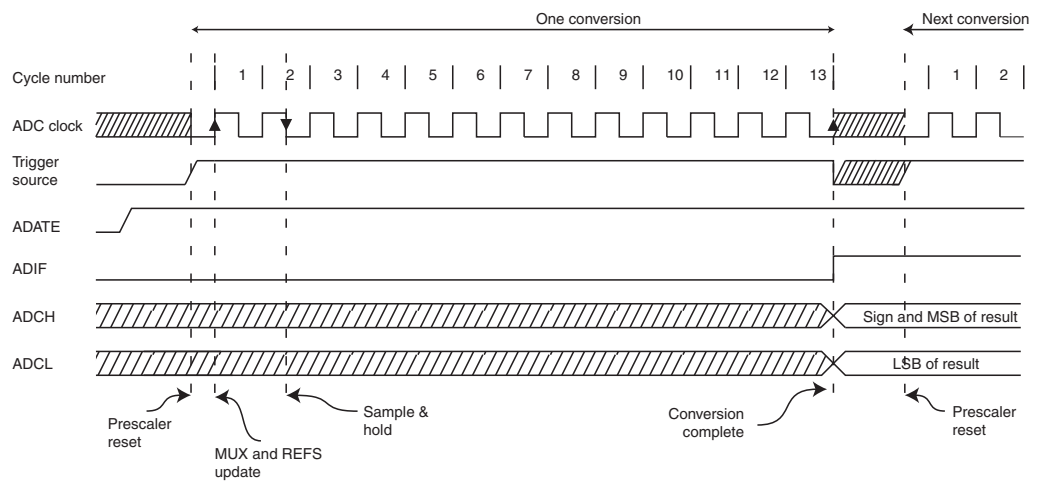 One conversion
Next conversion
Cycle number
1 2 3 4 5 6 7 8 9 10 11 12 13 1 2
ADC clock
Trigger
source
ADATE
ADIF
ADCH
Sign and MSB of result
ADCL
LSB of result
Prescaler
reset
MUX and REFS
update
Sample &
hold
Conversion
complete
Prescaler
reset